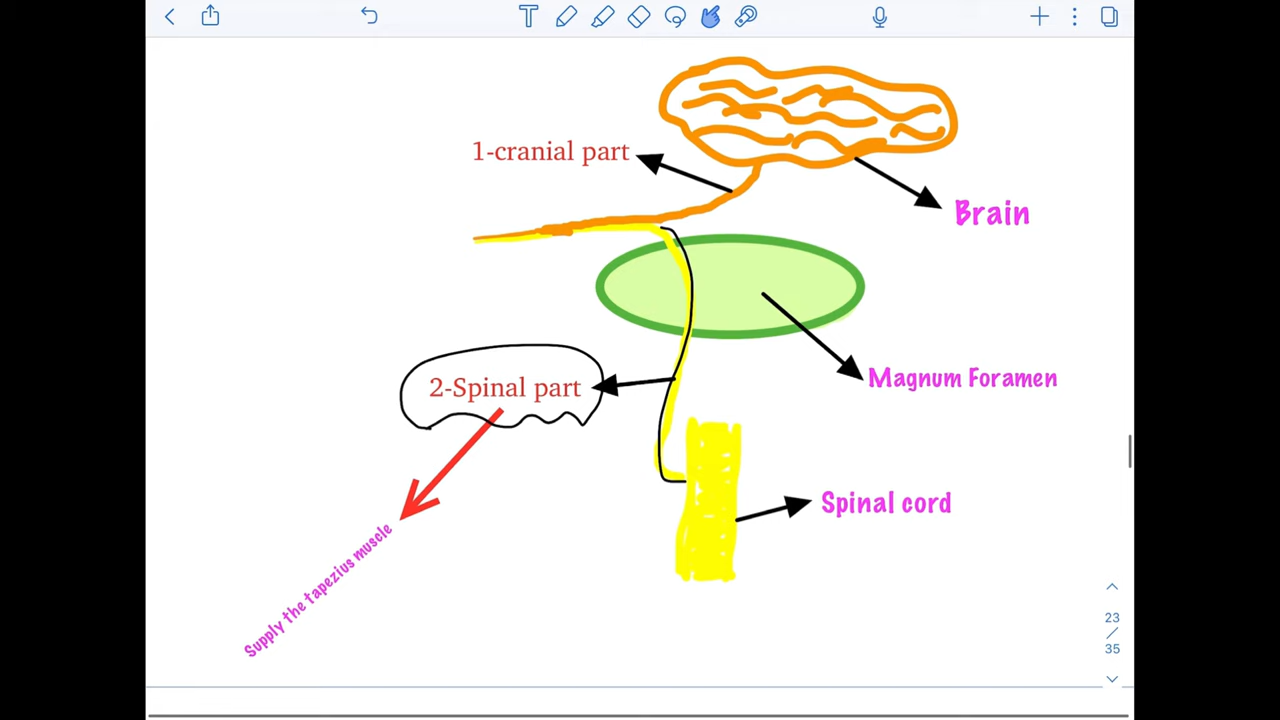 1-cranial part
Brain
Magnum Foramen
2-Spinal part
Spinal cord
Supply the tapezius muscle
23
/
35